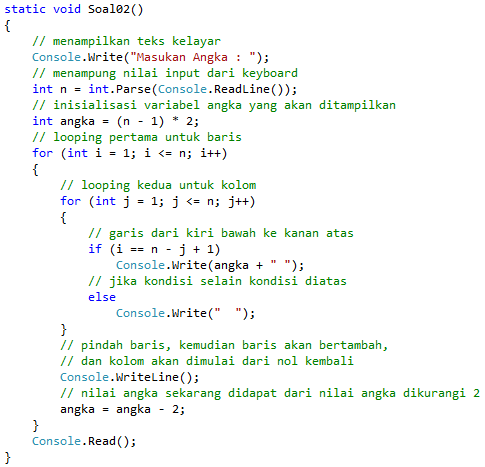 static void Soal02()
{
    // menampilkan teks kelayar
    Console.Write("Masukan Angka : ");
    // menampung nilai input dari keyboard
    int n = int.Parse(Console.ReadLine());
    // inisialisasi variabel angka yang akan ditampilkan
    int angka = (n - 1) * 2;
    // looping pertama untuk baris
    for (int i = 1; i <= n; i++)
    {
        // looping kedua untuk kolom
        for (int j = 1; j <= n; j++)
        {
            // garis dari kiri bawah ke kanan atas
            if (i == n - j + 1)
                Console.Write(angka + " ");
            // jika kondisi selain kondisi diatas
            else
                Console.Write("  ");
        }
        // pindah baris, kemudian baris akan bertambah,
        // dan kolom akan dimulai dari nol kembali
        Console.WriteLine();
        // nilai angka sekarang didapat dari nilai angka dikurangi 2
        angka = angka - 2;
    }
    Console.Read();
}